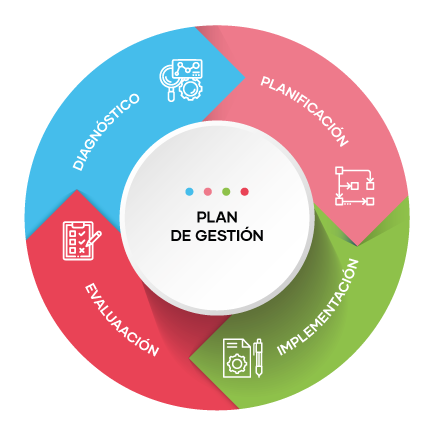 DIAGNÓSTICO
PLANIFICACIÓN
IMPLEMENTACIÓN
EVALUAACIÓN
PLAN
DE GESTIÓN